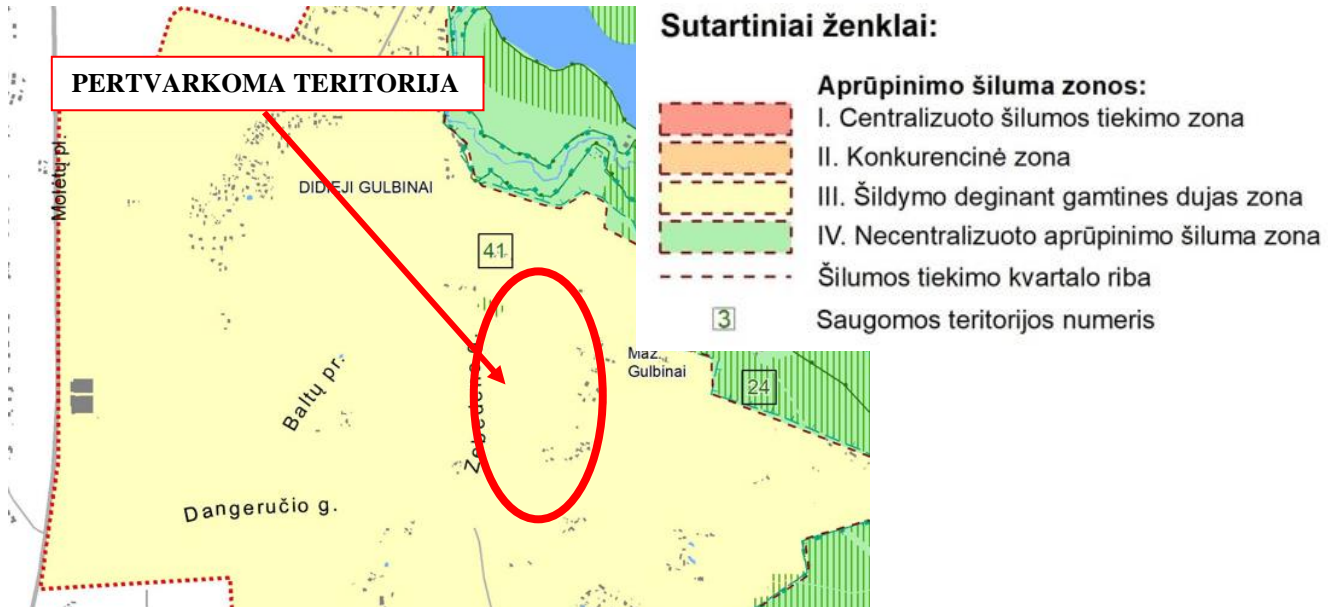 PERTVARKOMA TERITORIJA
Molėtų pl.
DIDIEJI GULBINAI
41
Maž.
Gulbinai
24
Baltų pr.
Dangeručio g.
Sutartiniai ženklai:
Aprūpinimo šiluma zonos:
I. Centralizuoto šilumos tiekimo zona
II. Konkurencinė zona
III. Šildymo deginant gamtines dujas zona
IV. Necentralizuoto aprūpinimo šiluma zona
Šilumos tiekimo kvartalo riba
3 Saugomos teritorijos numeris